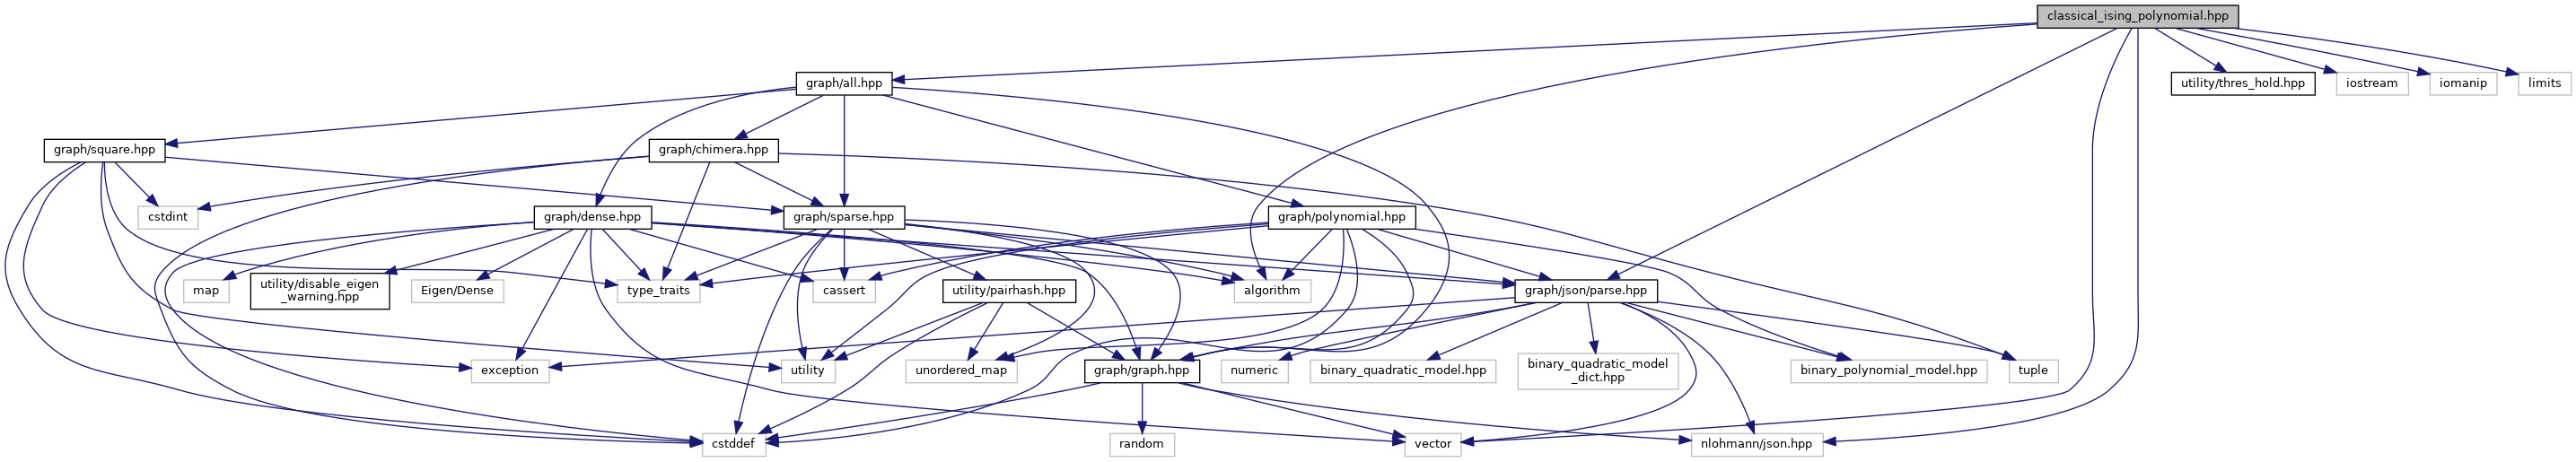 classical_ising_polynomial.hpp
graph/all.hpp
utility/thres_hold.hpp
iostream
iomanip
limits
graph/square.hpp
graph/chimera.hpp
cstdint
graph/dense.hpp
graph/sparse.hpp
graph/polynomial.hpp
map
utility/disable_eigen
_warning.hpp
Eigen/Dense
type_traits
cassert
utility/pairhash.hpp
algorithm
graph/json/parse.hpp
exception
utility
unordered_map
graph/graph.hpp
numeric
binary_quadratic_model.hpp
binary_quadratic_model
_dict.hpp
binary_polynomial_model.hpp
tuple
cstddef
random
vector
nlohmann/json.hpp